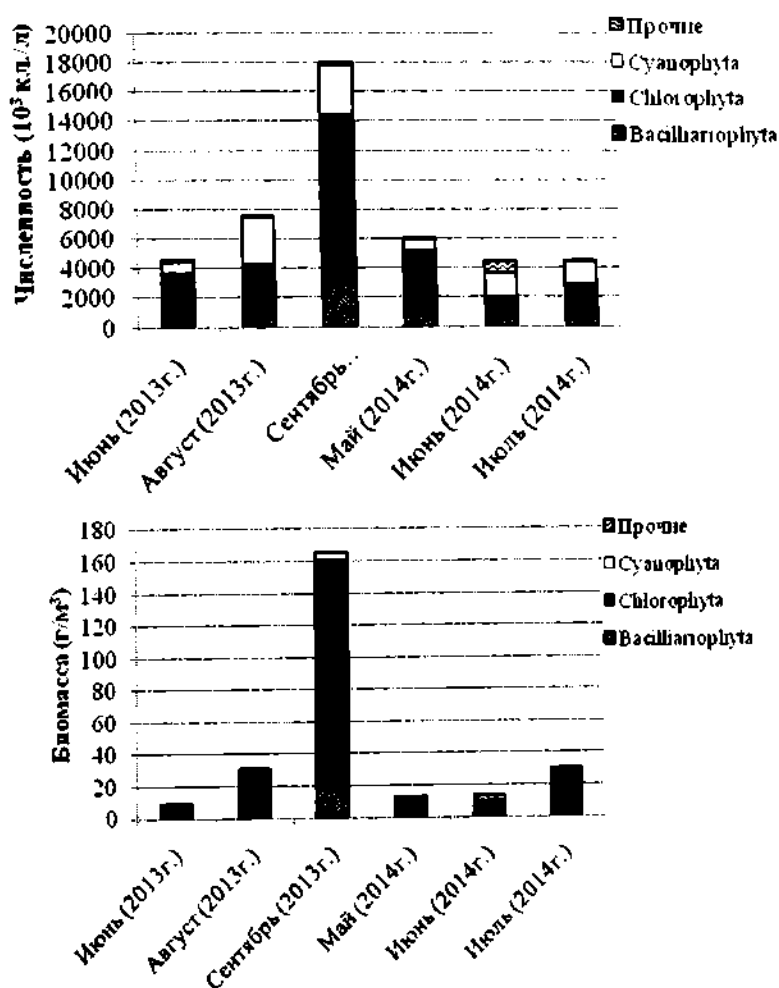 Численность (10³ кл./л)
20000
18000
16000
14000
12000
10000
8000
6000
4000
2000
0
Прочие
Cyanophyta
Chlorophyta
Bacillariophyta
Июнь (2013г.)
Август (2013г.)
Сентябрь...
Май (2014г.)
Июнь (2014г.)
Июль (2014г.)
Биомасса (г/м³)
180
160
140
120
100
80
60
40
20
0
Прочие
Cyanophyta
Chlorophyta
Bacillariophyta
Июнь (2013г.)
Август (2013г.)
Сентябрь (2013г.)
Май (2014г.)
Июнь (2014г.)
Июль (2014г.)